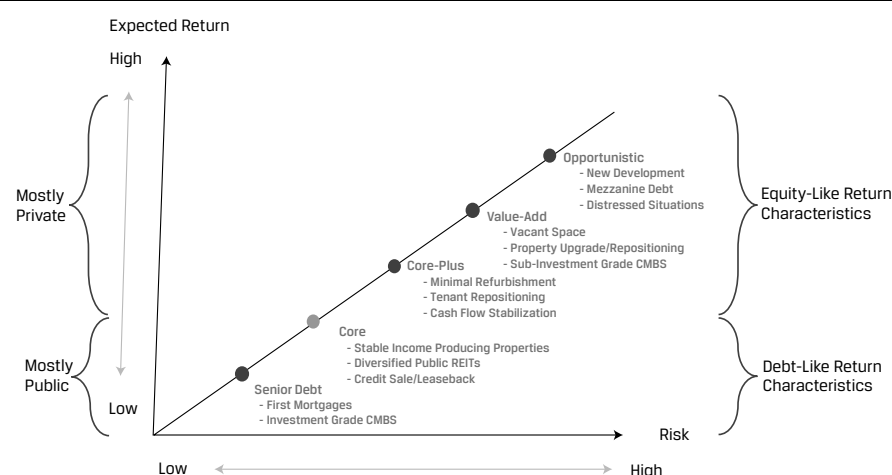 Expected Return
High
Opportunistic
- New Development
- Mezzanine Debt
- Distressed Situations
Mostly
Private
Equity-Like Return
Characteristics
Value-Add
- Vacant Space
- Property Upgrade/Repositioning
- Sub-Investment Grade CMBS
Core-Plus
- Minimal Refurbishment
- Tenant Repositioning
- Cash Flow Stabilization
Core
- Stable Income Producing Properties
- Diversified Public REITs
- Credit Sale/Leaseback
Mostly
Public
Debt-Like Return
Characteristics
Senior Debt
- First Mortgages
- Investment Grade CMBS
Low
Risk
Low
High